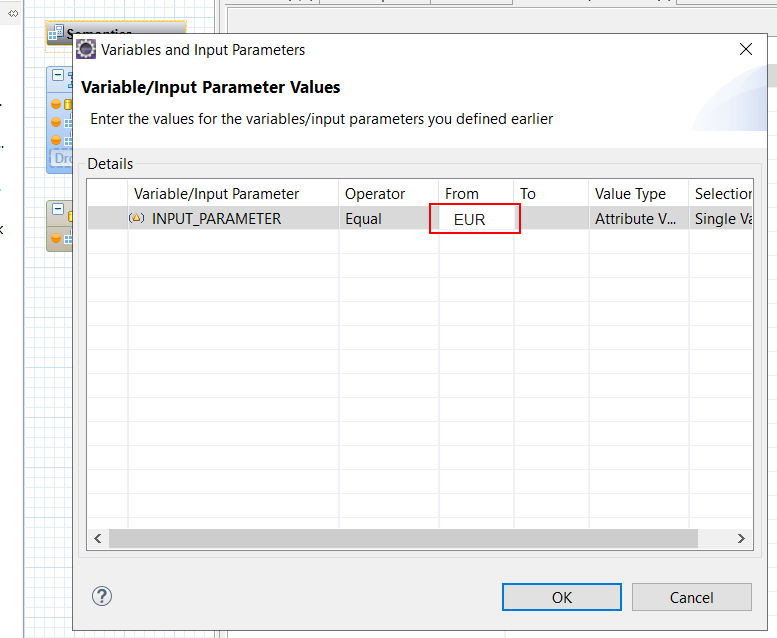 Variables and Input Parameters
Variable/Input Parameter Values
Enter the values for the variables/input parameters you defined earlier
Details
Variable/Input Parameter Operator From To Value Type Selection
INPUT_PARAMETER Equal EUR Attribute V... Single Va
OK Cancel